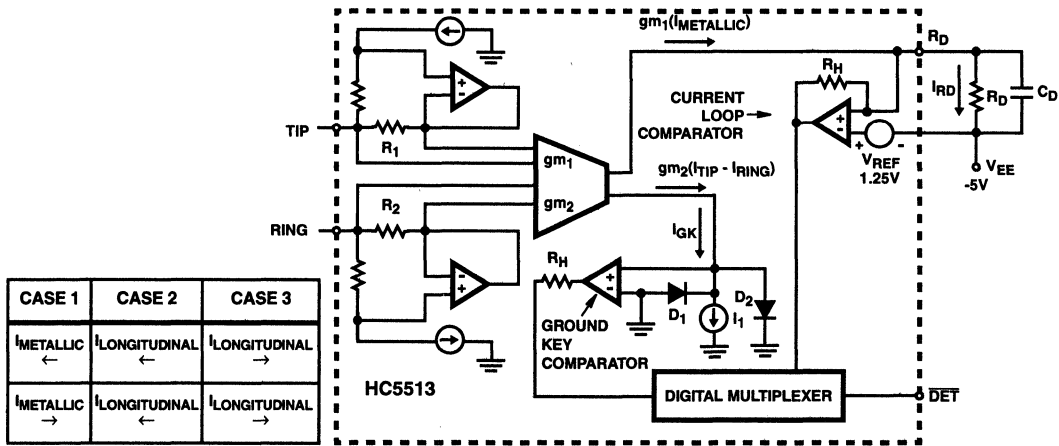 gm1(IMETALLIC)
RD
RH
IRD
RD
CD
CURRENT
LOOP
COMPARATOR
+
-
+
-
VREF
1.25V
VEE
-5V
+
-
TIP
R1
gm1
gm2
gm2(ITIP - IRING)
R2
RING
-
+
IGK
RH
+
-
D1
I1
D2
GROUND
KEY
COMPARATOR
HC5513
DIGITAL MULTIPLEXER
DET
CASE 1 CASE 2 CASE 3
IMETALLIC ILONGITUDINAL ILONGITUDINAL
← ← →
IMETALLIC ILONGITUDINAL ILONGITUDINAL
→ ← →